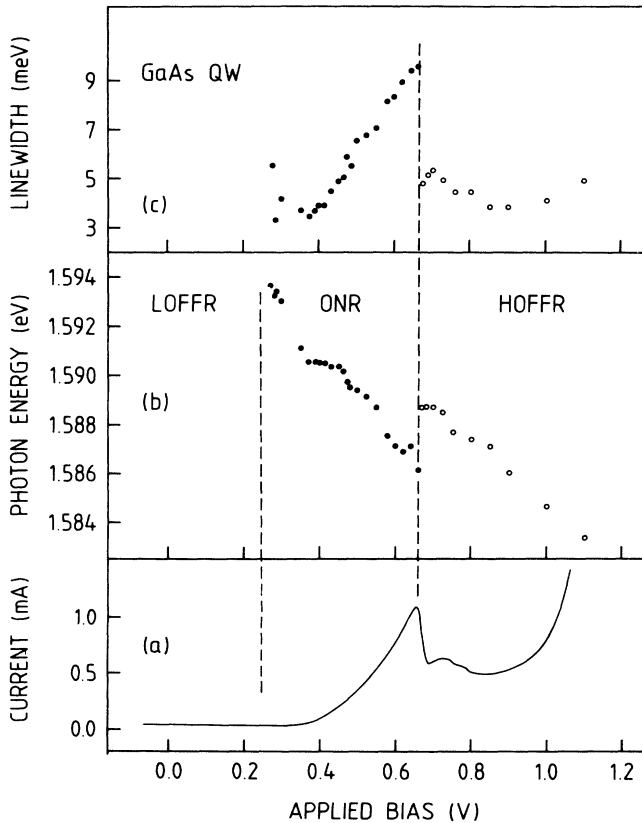 LINEWIDTH (meV)
9
7
5
3
GaAs QW
(c)
PHOTON ENERGY (eV)
1.594
1.592
1.590
1.588
1.586
1.584
LOFFR ONR HOFFR
(b)
CURRENT (mA)
1.0
0.5
0.0
(a)
0.0 0.2 0.4 0.6 0.8 1.0 1.2
APPLIED BIAS (V)